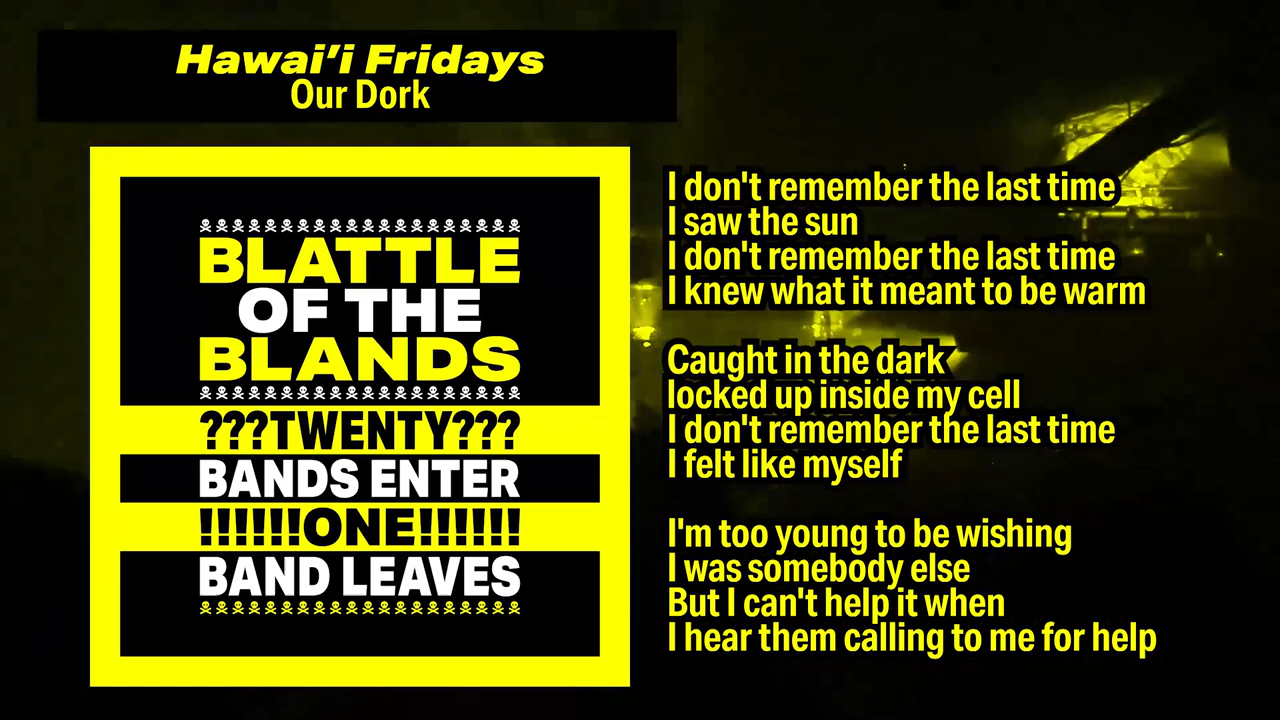 Hawai’i Fridays
Our Dork
BLATTLE
OF THE
BLANDS
???TWENTY???
BANDS ENTER
!!!!!!ONE!!!!!!
BAND LEAVES
I don't remember the last time
I saw the sun
I don't remember the last time
I knew what it meant to be warm
Caught in the dark
locked up inside my cell
I don't remember the last time
I felt like myself
I'm too young to be wishing
I was somebody else
But I can't help it when
I hear them calling to me for help